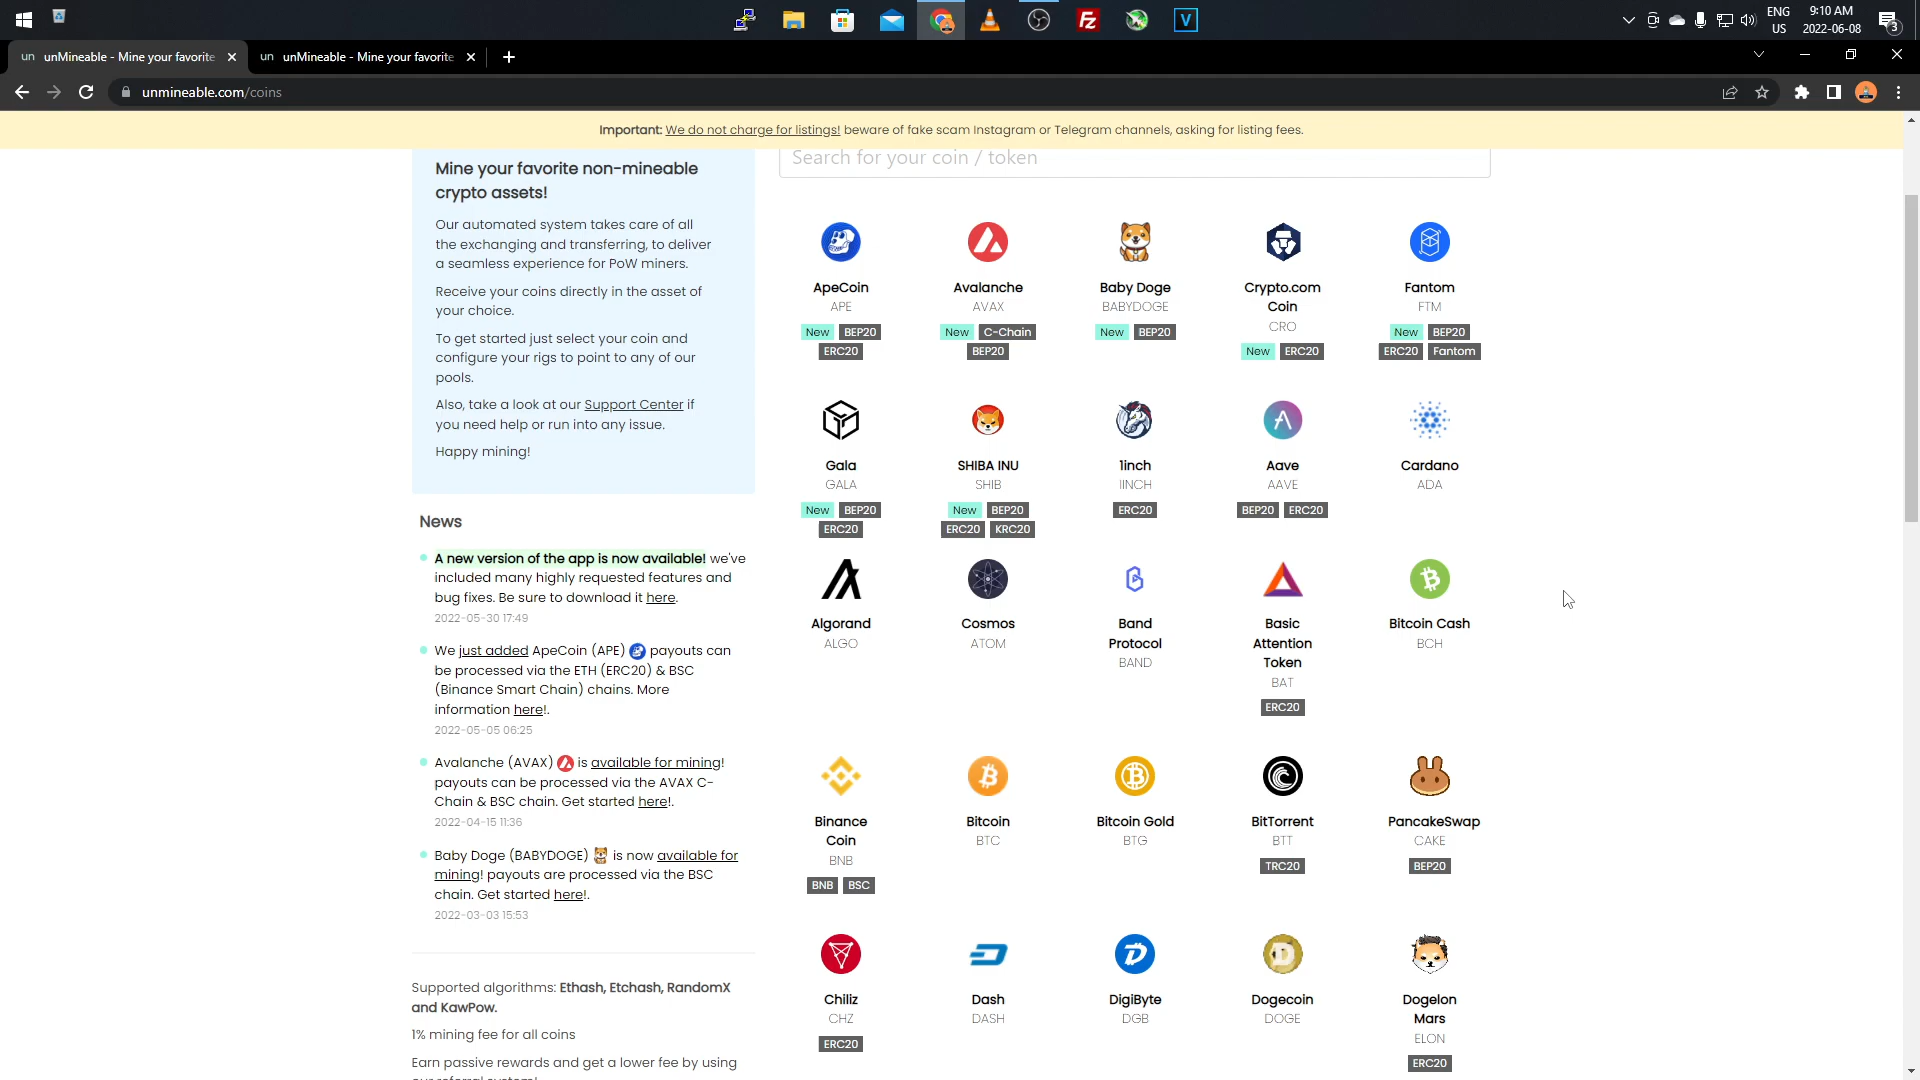 ENG
US
9:10 AM
2022-06-08
3
un unMineable - Mine your favorite
un unMineable - Mine your favorite
unmineable.com/coins
Important: We do not charge for listings! beware of fake scam Instagram or Telegram channels, asking for listing fees.
Mine your favorite non-mineable
crypto assets!
Our automated system takes care of all
the exchanging and transferring, to deliver
a seamless experience for PoW miners.
Receive your coins directly in the asset of
your choice.
To get started just select your coin and
configure your rigs to point to any of our
pools.
Also, take a look at our Support Center if
you need help or run into any issue.
Happy mining!
News
A new version of the app is now available! we've
included many highly requested features and
bug fixes. Be sure to download it here.
2022-05-30 17:49
We just added ApeCoin (APE) payouts can
be processed via the ETH (ERC20) & BSC
(Binance Smart Chain) chains. More
information here!.
2022-05-05 06:25
Avalanche (AVAX) is available for mining!
payouts can be processed via the AVAX C-
Chain & BSC chain. Get started here!.
2022-04-15 11:36
Baby Doge (BABYDOGE) is now available for
mining! payouts are processed via the BSC
chain. Get started here!.
2022-03-03 15:53
Supported algorithms: Ethash, Etchash, RandomX
and KawPow.
1% mining fee for all coins
Earn passive rewards and get a lower fee by using
our referral system!
Search for your coin / token
ApeCoin
APE
New BEP20
ERC20
Avalanche
AVAX
New C-Chain
BEP20
Baby Doge
BABYDOGE
New BEP20
Crypto.com
Coin
CRO
New ERC20
Fantom
FTM
New BEP20
ERC20 Fantom
Gala
GALA
New BEP20
ERC20
SHIBA INU
SHIB
New BEP20
ERC20 KRC20
1inch
1INCH
ERC20
Aave
AAVE
BEP20 ERC20
Cardano
ADA
Algorand
ALGO
Cosmos
ATOM
Band
Protocol
BAND
Basic
Attention
Token
BAT
ERC20
Bitcoin Cash
BCH
Binance
Coin
BNB
BNB BSC
Bitcoin
BTC
Bitcoin Gold
BTG
BitTorrent
BTT
TRC20
PancakeSwap
CAKE
BEP20
Chiliz
CHZ
ERC20
Dash
DASH
DigiByte
DGB
Dogecoin
DOGE
Dogelon
Mars
ELON
ERC20